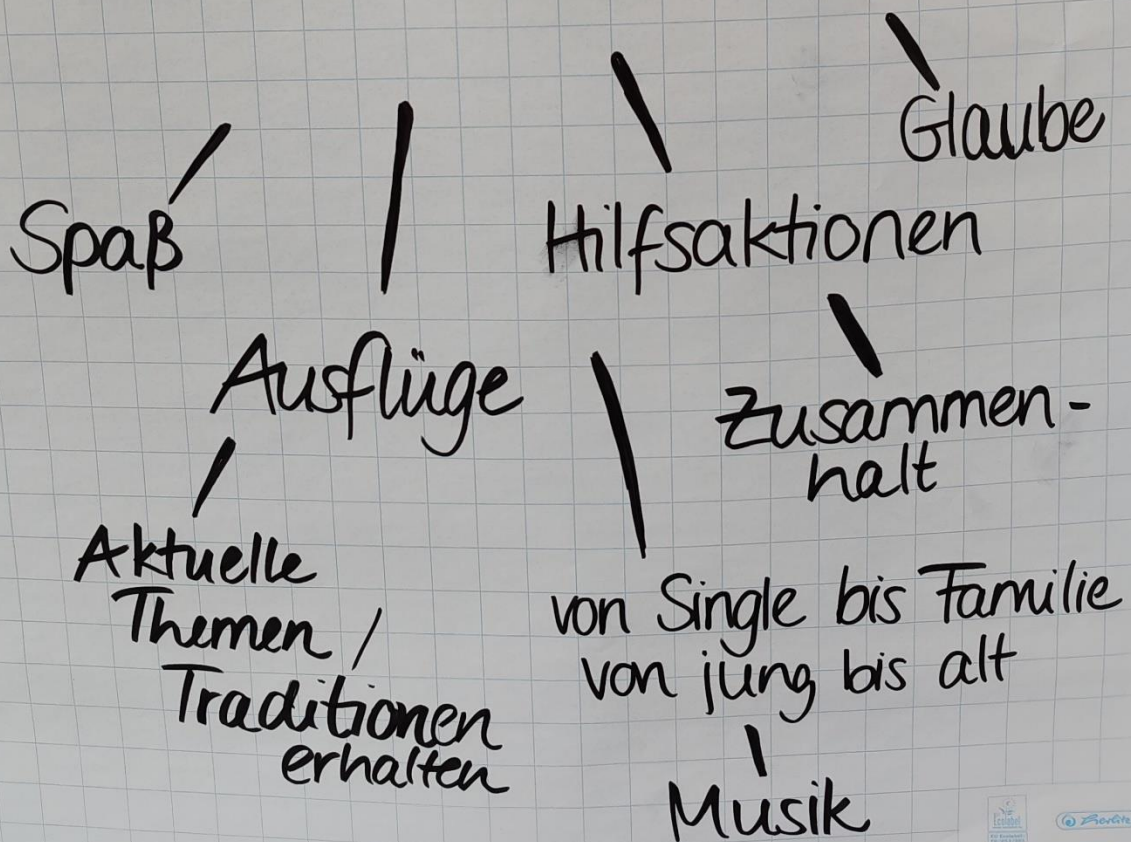 Glaube
Spaß
Hilfsaktionen
Ausflüge
Zusammen-
halt
Aktuelle
Themen /
Traditionen
erhalten
von Single bis Familie
von jung bis alt
Musik